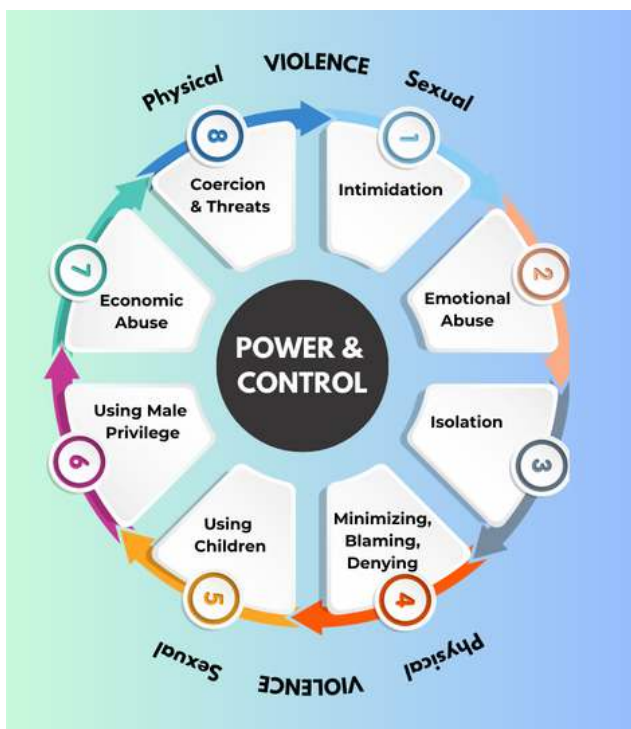 Physical VIOLENCE Sexual
8
Coercion
& Threats
1
Intimidation
2
Emotional
Abuse
3
Isolation
4
Minimizing,
Blaming,
Denying
5
Using
Children
6
Using Male
Privilege
7
Economic
Abuse
POWER &
CONTROL
Physical VIOLENCE Sexual